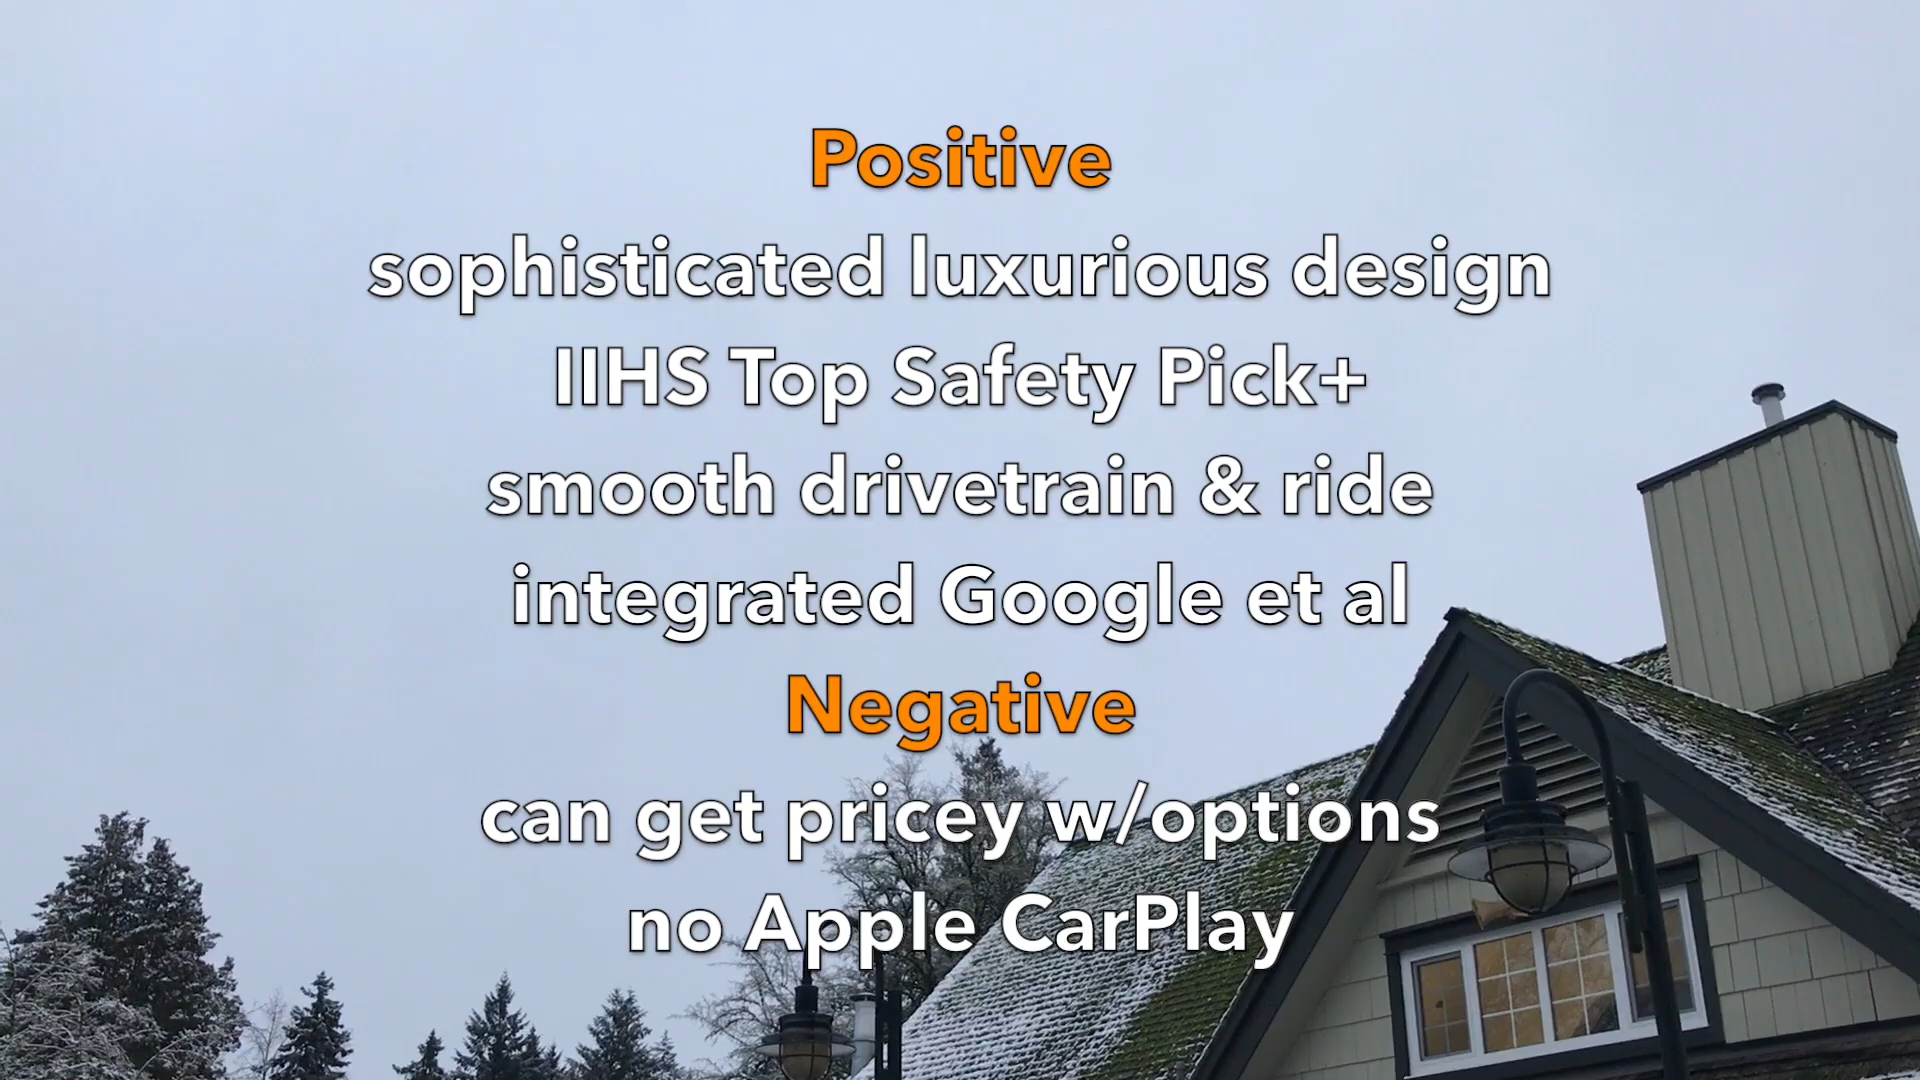 Positive
sophisticated luxurious design
IIHS Top Safety Pick+
smooth drivetrain & ride
integrated Google et al
Negative
can get pricey w/options
no Apple CarPlay